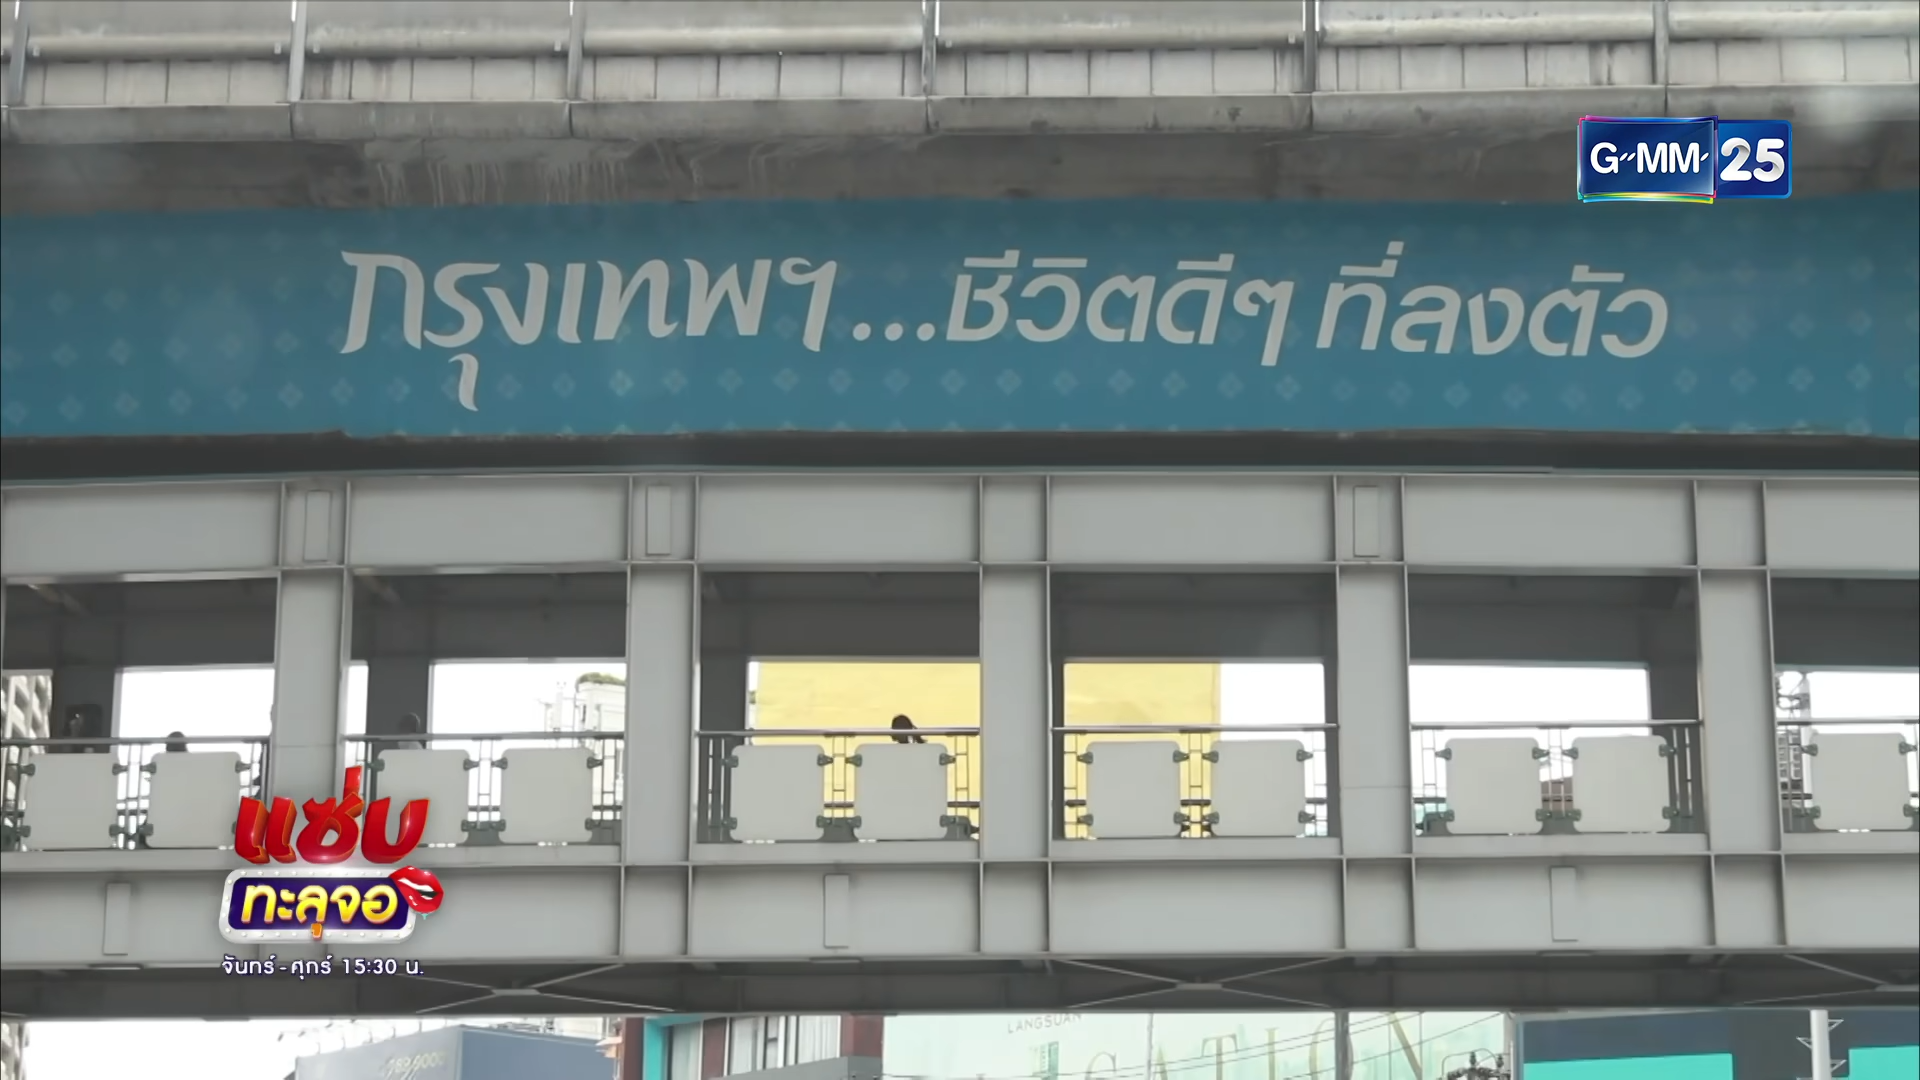 G MM 25
กรุงเทพฯ...ชีวิตดีๆ ที่ลงตัว
แซ่บ
ทะลุจอ
จันทร์ - ศุกร์ 15:30 น.
LANGSUAN